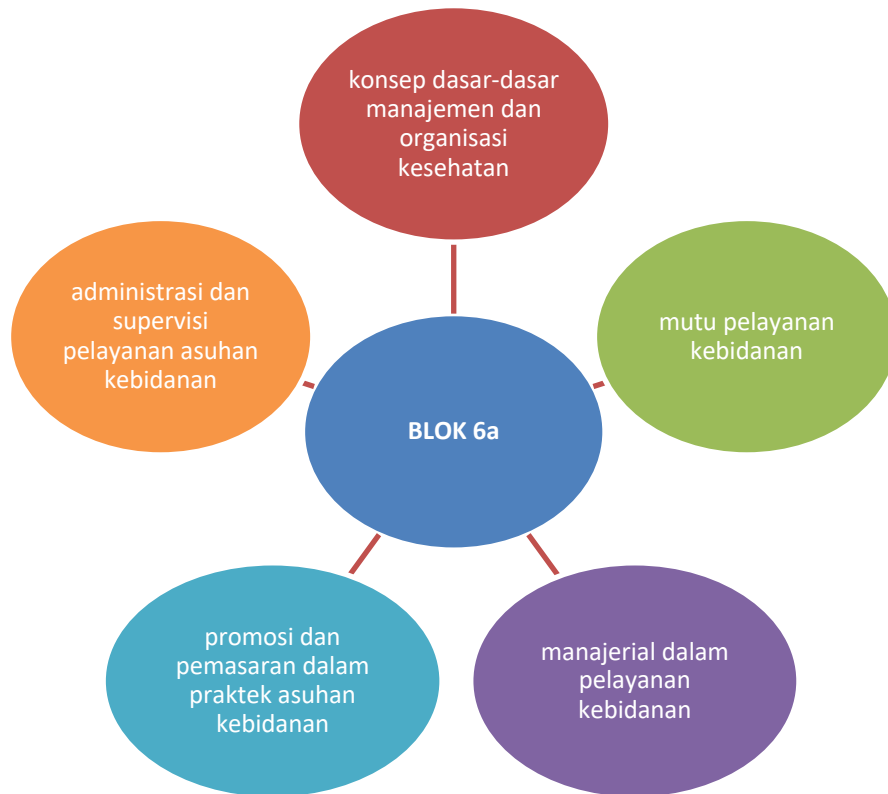 konsep dasar-dasar
manajemen dan
organisasi
kesehatan
mutu pelayanan
kebidanan
manajerial dalam
pelayanan
kebidanan
promosi dan
pemasaran dalam
praktek asuhan
kebidanan
administrasi dan
supervisi
pelayanan asuhan
kebidanan
BLOK 6a